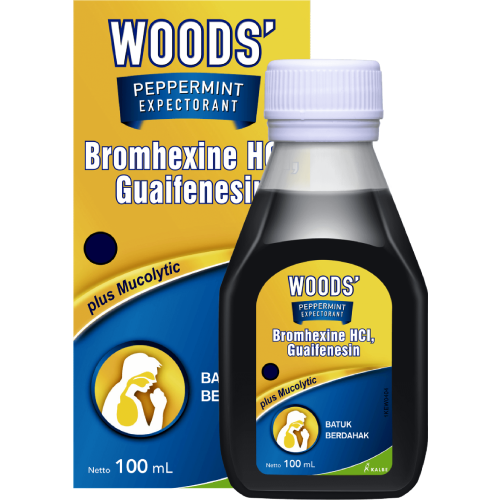 WOODS'
PEPPERMINT
EXPECTORANT
Bromhexine HC
Guaifenesin
plus Mucolytic
BA
BE
Netto 100 mL
WOODS'
PEPPERMINT
EXPECTORANT
Bromhexine HCl,
Guaifenesin
plus Mucolytic
BATUK
BERDAHAK
Netto 100 mL
KALBE